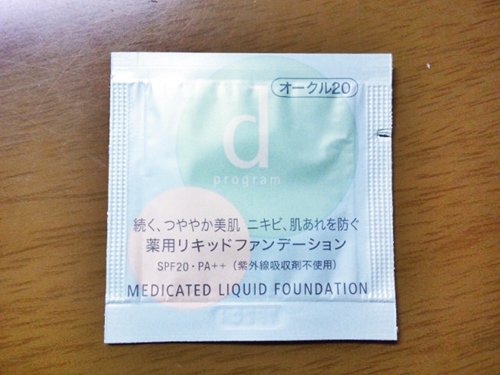 オークル20
d
program
続く、つややか美肌 ニキビ、肌あれを防ぐ
薬用リキッドファンデーション
SPF20・PA++（紫外線吸収剤不使用）
MEDICATED LIQUID FOUNDATION